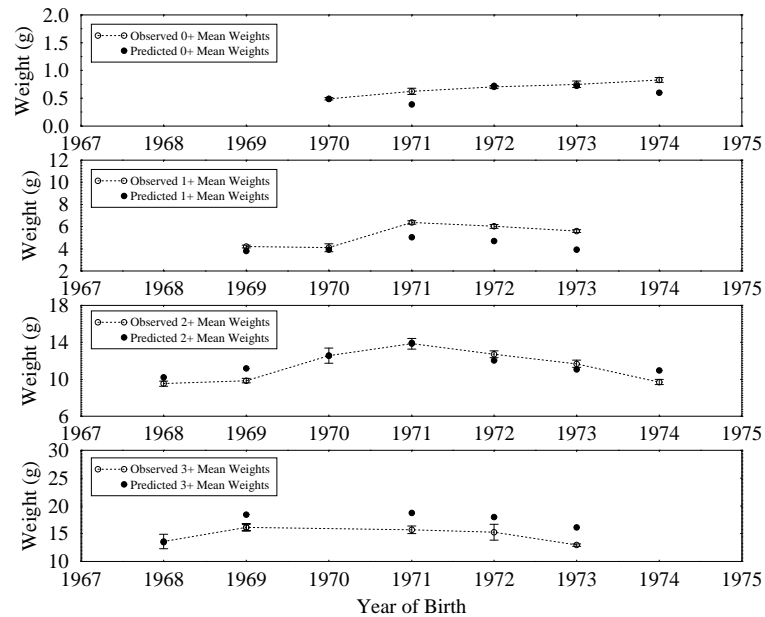 Weight (g)
2.0
1.5
1.0
0.5
0.0
Observed 0+ Mean Weights
Predicted 0+ Mean Weights
1967 1968 1969 1970 1971 1972 1973 1974 1975
Weight (g)
12
10
8
6
4
2
Observed 1+ Mean Weights
Predicted 1+ Mean Weights
1967 1968 1969 1970 1971 1972 1973 1974 1975
Weight (g)
18
14
10
6
Observed 2+ Mean Weights
Predicted 2+ Mean Weights
1967 1968 1969 1970 1971 1972 1973 1974 1975
Weight (g)
30
25
20
15
10
Observed 3+ Mean Weights
Predicted 3+ Mean Weights
1967 1968 1969 1970 1971 1972 1973 1974 1975
Year of Birth